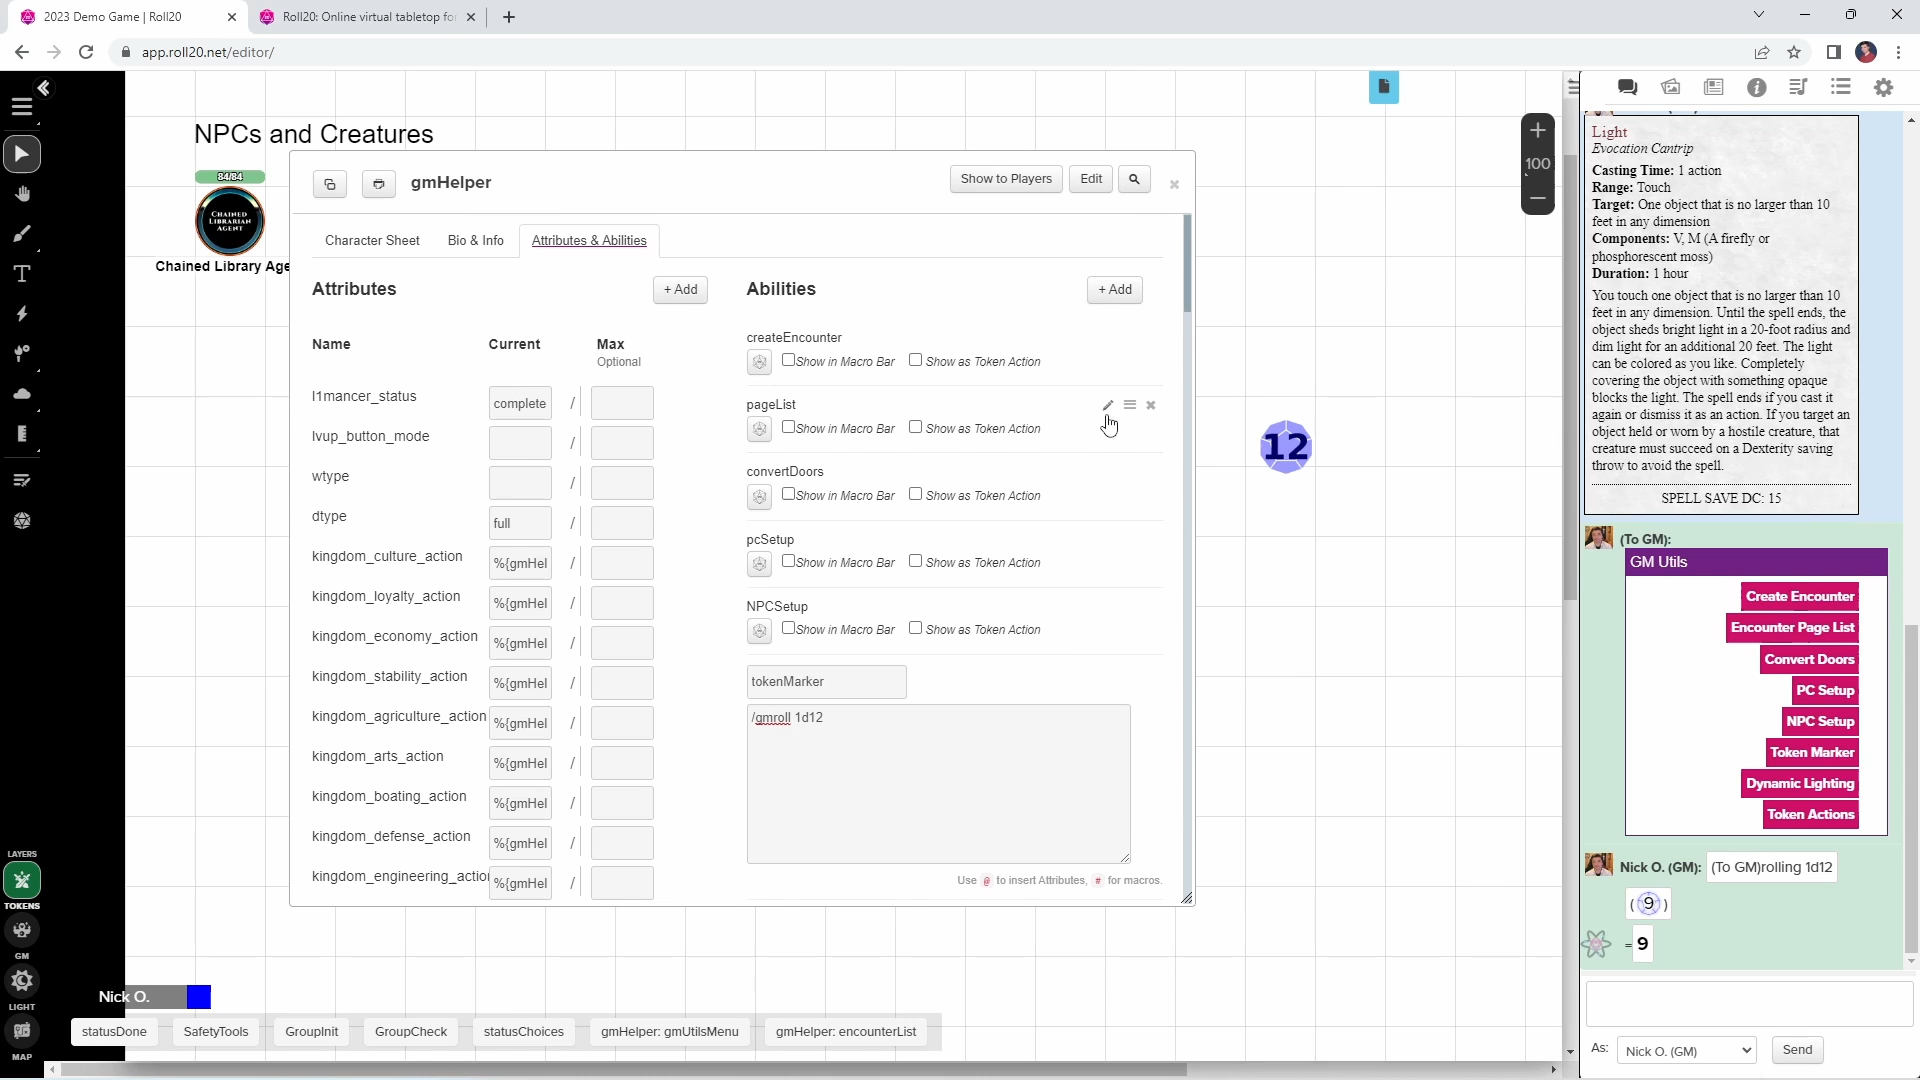 2023 Demo Game | Roll20
Roll20: Online virtual tabletop for
app.roll20.net/editor/
NPCs and Creatures
84/84
CHAINED
LIBRARIAN
AGENT
Chained Library Age
gmHelper
Show to Players
Edit
Character Sheet
Bio & Info
Attributes & Abilities
Attributes
+ Add
Name
Current
Max
Optional
l1mancer_status
complete /
lvup_button_mode
/
wtype
/
dtype
full /
kingdom_culture_action
%{gmHel /
kingdom_loyalty_action
%{gmHel /
kingdom_economy_action
%{gmHel /
kingdom_stability_action
%{gmHel /
kingdom_agriculture_action
%{gmHel /
kingdom_arts_action
%{gmHel /
kingdom_boating_action
%{gmHel /
kingdom_defense_action
%{gmHel /
kingdom_engineering_action
%{gmHel /
Abilities
+ Add
createEncounter
Show in Macro Bar Show as Token Action
pageList
Show in Macro Bar Show as Token Action
convertDoors
Show in Macro Bar Show as Token Action
pcSetup
Show in Macro Bar Show as Token Action
NPCSetup
Show in Macro Bar Show as Token Action
tokenMarker
/gmroll 1d12
Use @ to insert Attributes, # for macros.
12
100
LAYERS
TOKENS
GM
LIGHT
MAP
Nick O.
statusDone
SafetyTools
GroupInit
GroupCheck
statusChoices
gmHelper: gmUtilsMenu
gmHelper: encounterList
Light
Evocation Cantrip
Casting Time: 1 action
Range: Touch
Target: One object that is no larger than 10
feet in any dimension
Components: V, M (A firefly or
phosphorescent moss)
Duration: 1 hour
You touch one object that is no larger than 10
feet in any dimension. Until the spell ends, the
object sheds bright light in a 20-foot radius and
dim light for an additional 20 feet. The light
can be colored as you like. Completely
covering the object with something opaque
blocks the light. The spell ends if you cast it
again or dismiss it as an action. If you target an
object held or worn by a hostile creature, that
creature must succeed on a Dexterity saving
throw to avoid the spell.
SPELL SAVE DC: 15
(To GM):
GM Utils
Create Encounter
Encounter Page List
Convert Doors
PC Setup
NPC Setup
Token Marker
Dynamic Lighting
Token Actions
Nick O. (GM): (To GM)rolling 1d12
(9)
=9
As: Nick O. (GM)
Send